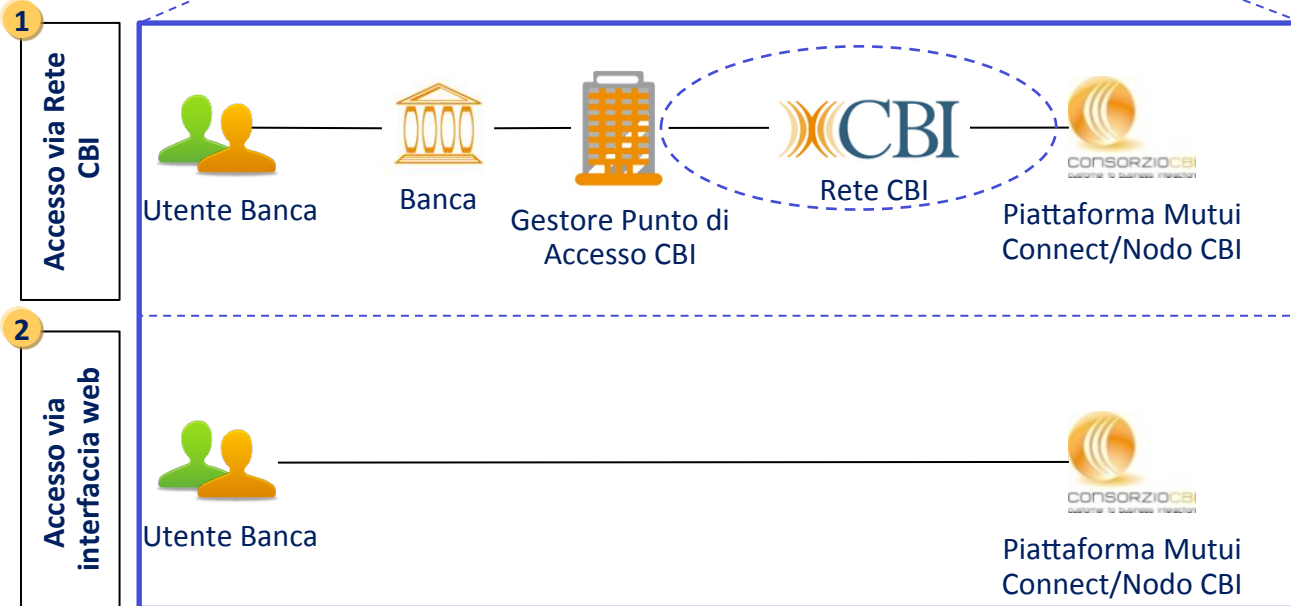 1
Accesso via Rete
CBI
Utente Banca
Banca
Gestore Punto di
Accesso CBI
CBI
Rete CBI
CONSORZIOCBI
Piattaforma Mutui
Connect/Nodo CBI
2
Accesso via
interfaccia web
Utente Banca
CONSORZIOCBI
Piattaforma Mutui
Connect/Nodo CBI